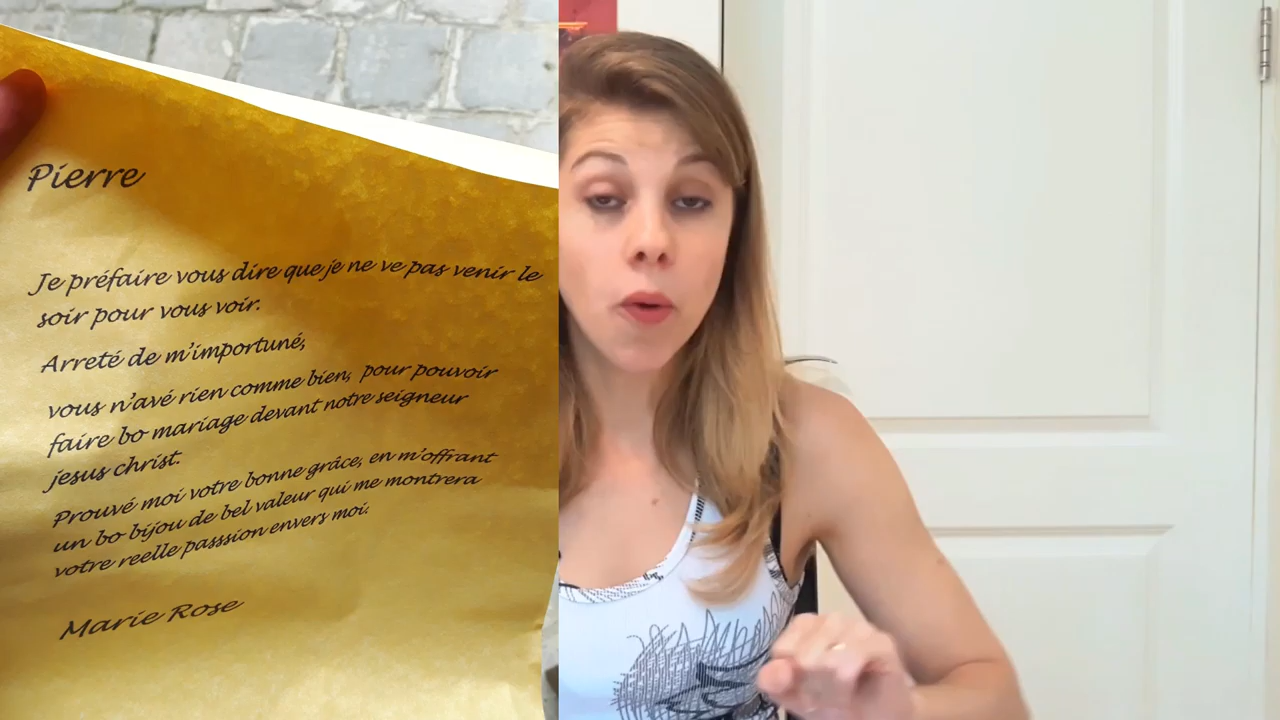 Pierre
Je préfaire vous dire que je ne ve pas venir le
soir pour vous voir.
Arreté de m'importuné,
vous n'avé rien comme bien, pour pouvoir
faire bo mariage devant notre seigneur
jesus christ.
Prouvé moi votre bonne grâce, en m'offrant
un bo bijou de bel valeur qui me montrera
votre reelle passsion envers moi.
Marie Rose